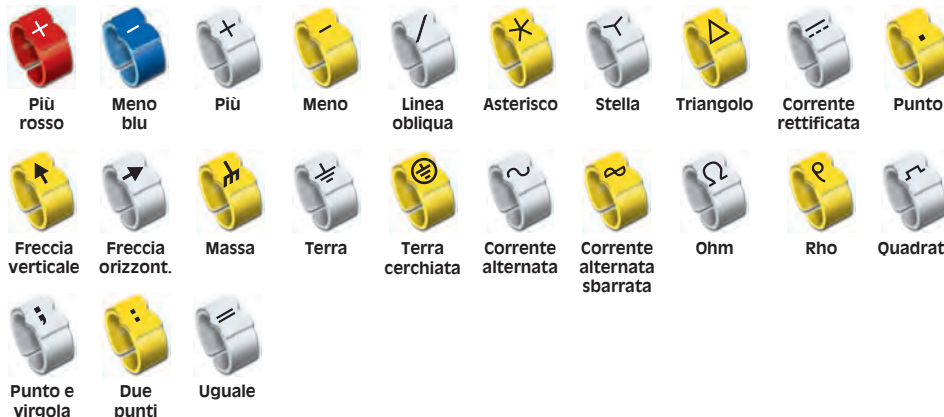 Più rosso
Meno blu
Più
Meno
Linea obliqua
Asterisco
Stella
Triangolo
Corrente rettificata
Punto
Freccia verticale
Freccia orizzont.
Massa
Terra
Terra cerchiata
Corrente alternata
Corrente alternata sbarrata
Ohm
Rho
Quadrat
Punto e virgola
Due punti
Uguale